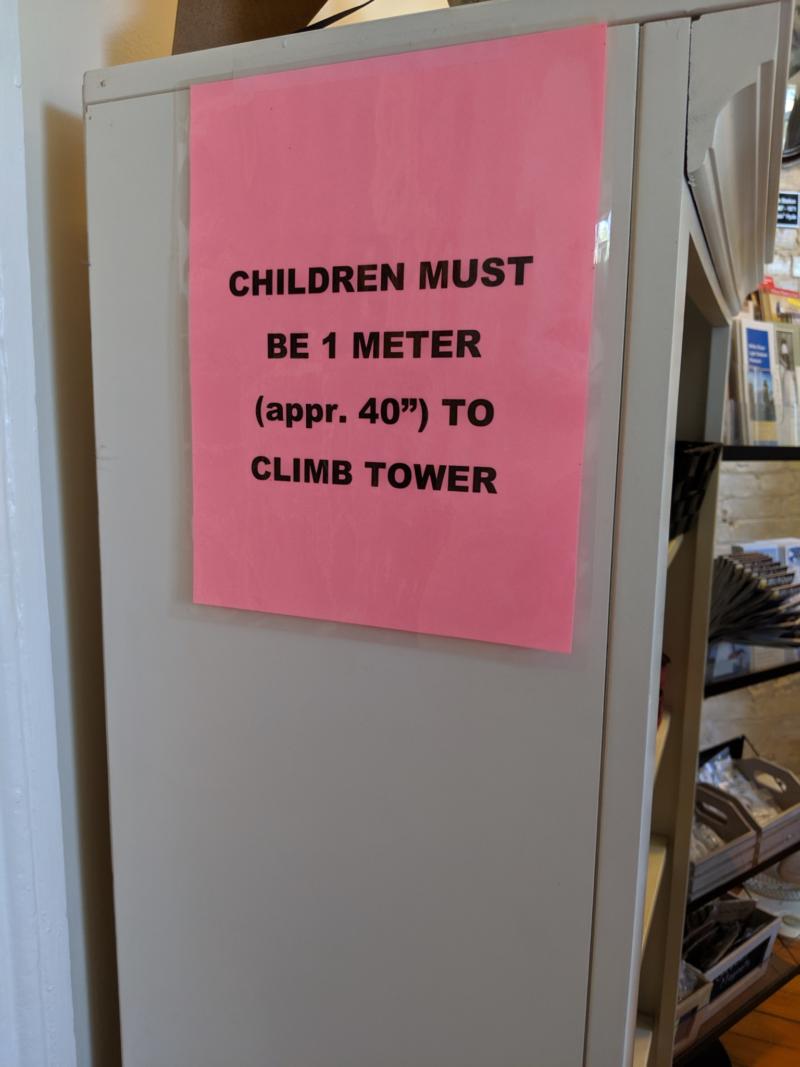 CHILDREN MUST
BE 1 METER
(appr. 40”) TO
CLIMB TOWER